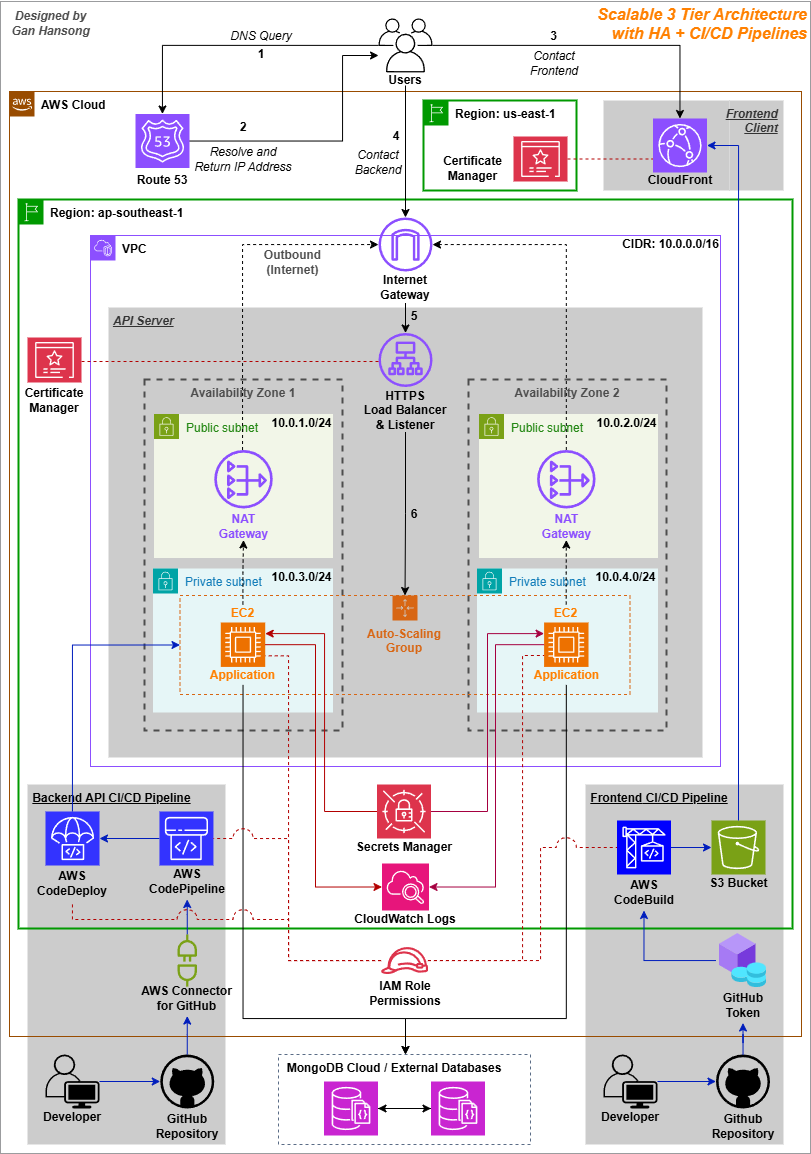 Designed by
Gan Hansong
Scalable 3 Tier Architecture
with HA + CI/CD Pipelines
DNS Query
1
3
Contact
Frontend
Users
aws
AWS Cloud
53
Route 53
2
Resolve and
Return IP Address
4
Contact
Backend
Region: us-east-1
Certificate
Manager
Frontend
Client
CloudFront
Region: ap-southeast-1
VPC
CIDR: 10.0.0.0/16
Outbound
(Internet)
Internet
Gateway
5
API Server
Certificate
Manager
HTTPS
Load Balancer
& Listener
Availability Zone 1
Public subnet
10.0.1.0/24
NAT
Gateway
Private subnet
10.0.3.0/24
EC2
Application
6
Auto-Scaling
Group
Availability Zone 2
Public subnet
10.0.2.0/24
NAT
Gateway
Private subnet
10.0.4.0/24
EC2
Application
Backend API CI/CD Pipeline
AWS
CodeDeploy
AWS
CodePipeline
AWS Connector
for GitHub
Developer
GitHub
Repository
Secrets Manager
CloudWatch Logs
IAM Role
Permissions
MongoDB Cloud / External Databases
Frontend CI/CD Pipeline
AWS
CodeBuild
S3 Bucket
GitHub
Token
Developer
Github
Repository